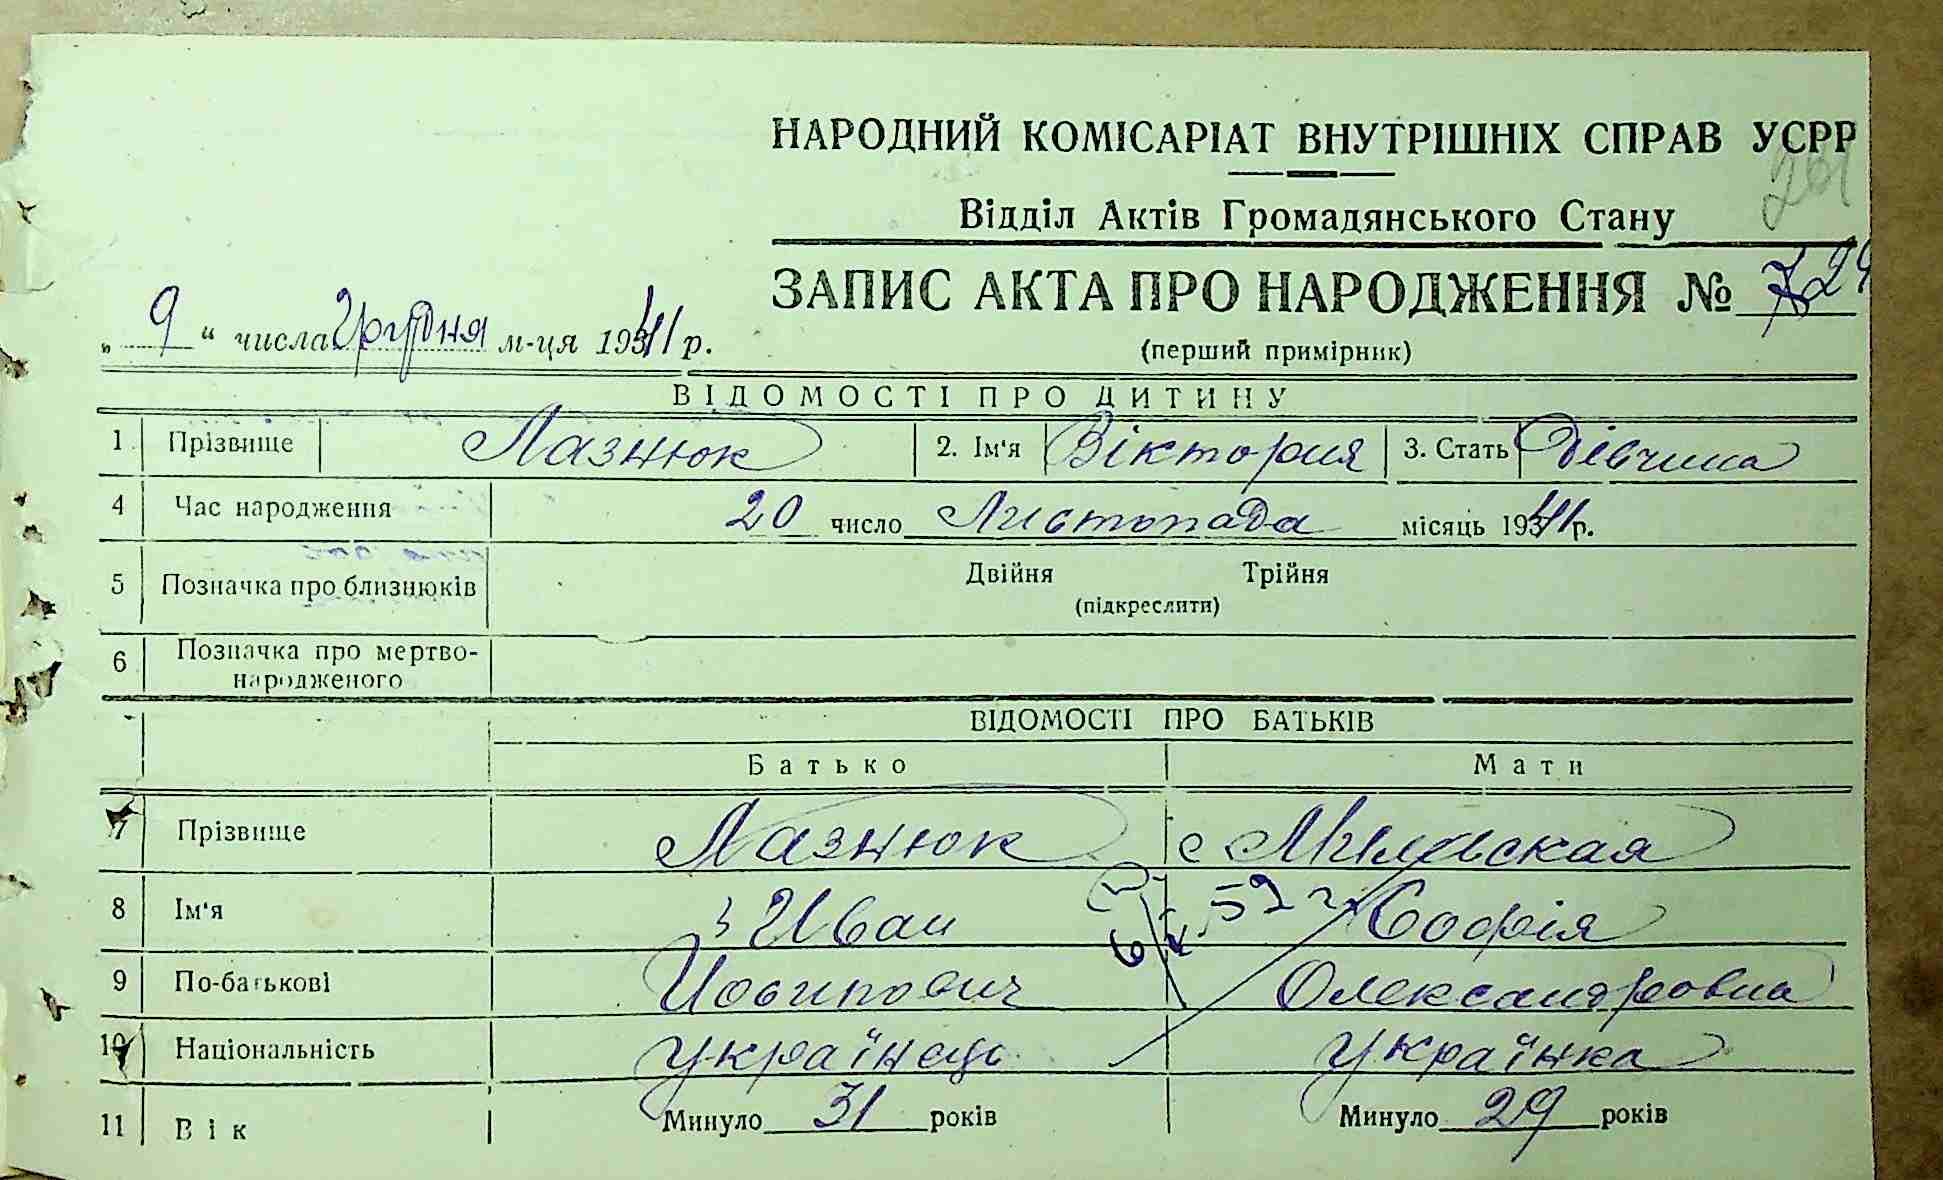 НАРОДНИЙ КОМІСАРІАТ ВНУТРІШНІХ СПРАВ УСРР
Відділ Актів Громадянського Стану
ЗАПИС АКТА ПРО НАРОДЖЕННЯ №
„ 9 “ числа Грудня м-ця 1941 р.
(перший примірник)
ВІДОМОСТІ ПРО ДИТИНУ
1 Прізвище Лазнюк 2. Ім'я Віктория 3. Стать Дівчина
4 Час народження 20 число Листопада місяць 1941 р.
5 Позначка про близнюків Двійня Трійня
(підкреслити)
6 Позначка про мертво-
народженого
ВІДОМОСТІ ПРО БАТЬКІВ
Батько Мати
7 Прізвище Лазнюк
8 Ім'я Иван Софія
9 По-батькові Йосипович Олександровна
10 Національність Українець Українка
11 Вік Минуло 31 років Минуло 29 років